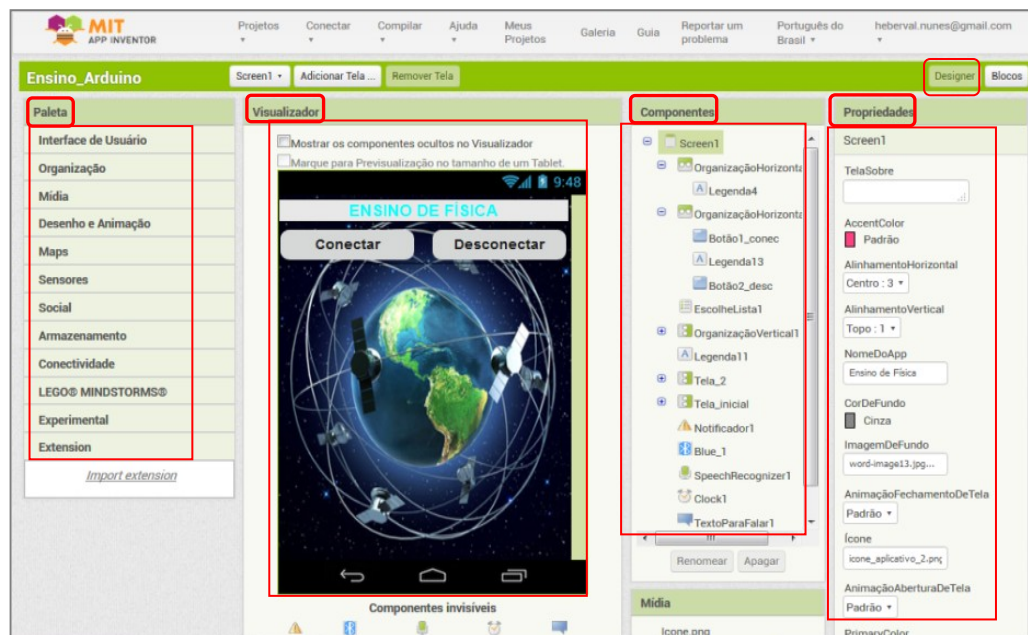 MIT
APP INVENTOR
Projetos
Conectar
Compilar
Ajuda
Meus
Projetos
Galeria
Guia
Reportar um
problema
Português do
Brasil
heberval.nunes@gmail.com
Ensino_Arduino
Screen1
Adicionar Tela ...
Remover Tela
Designer
Blocos
Paleta
Interface de Usuário
Organização
Mídia
Desenho e Animação
Maps
Sensores
Social
Armazenamento
Conectividade
LEGO® MINDSTORMS®
Experimental
Extension
Import extension
Visualizador
Mostrar os componentes ocultos no Visualizador
Marque para Previsualização no tamanho de um Tablet.
9:48
ENSINO DE FÍSICA
Conectar
Desconectar
Componentes invisíveis
Componentes
Screen1
OrganizaçãoHorizonta
Legenda4
OrganizaçãoHorizonta
Botão1_conec
Legenda13
Botão2_desc
EscolheLista1
OrganizaçãoVertical1
Legenda11
Tela_2
Tela_inicial
Notificador1
Blue_1
SpeechRecognizer1
Clock1
TextoParaFalar1
Renomear
Apagar
Mídia
Icone.png
Propriedades
Screen1
TelaSobre
AccentColor
Padrão
AlinhamentoHorizontal
Centro : 3
AlinhamentoVertical
Topo : 1
NomeDoApp
Ensino de Física
CorDeFundo
Cinza
ImagemDeFundo
word-image13.jpg...
AnimaçãoFechamentoDeTela
Padrão
Ícone
icone_aplicativo_2.png
AnimaçãoAberturaDeTela
Padrão
PrimaryColor